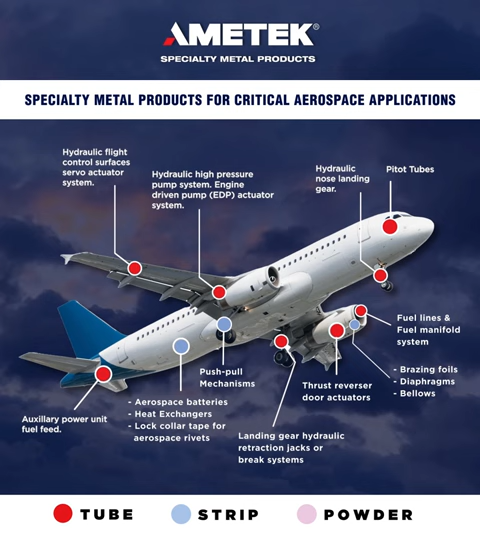 AMETEK®
SPECIALTY METAL PRODUCTS
SPECIALTY METAL PRODUCTS FOR CRITICAL AEROSPACE APPLICATIONS
Hydraulic flight
control surfaces
servo actuator
system.
Hydraulic high pressure
pump system. Engine
driven pump (EDP) actuator
system.
Hydraulic
nose landing
gear.
Pitot Tubes
Fuel lines &
Fuel manifold
system
- Brazing foils
- Diaphragms
- Bellows
Push-pull
Mechanisms
Thrust reverser
door actuators
- Aerospace batteries
- Heat Exchangers
- Lock collar tape for
aerospace rivets
Auxillary power unit
fuel feed.
Landing gear hydraulic
retraction jacks or
break systems
TUBE
STRIP
POWDER